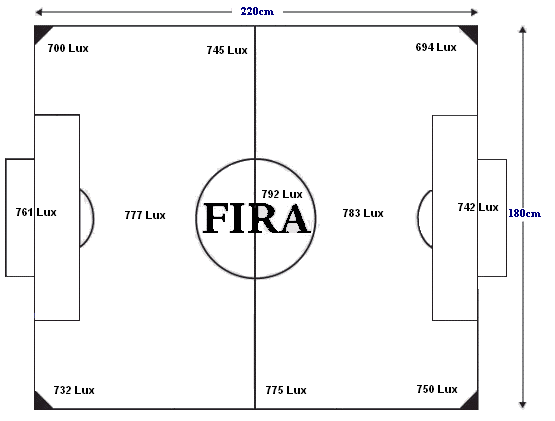 220cm
700 Lux
745 Lux
694 Lux
792 Lux
761 Lux
777 Lux
FIRA
783 Lux
742 Lux
180cm
732 Lux
775 Lux
750 Lux